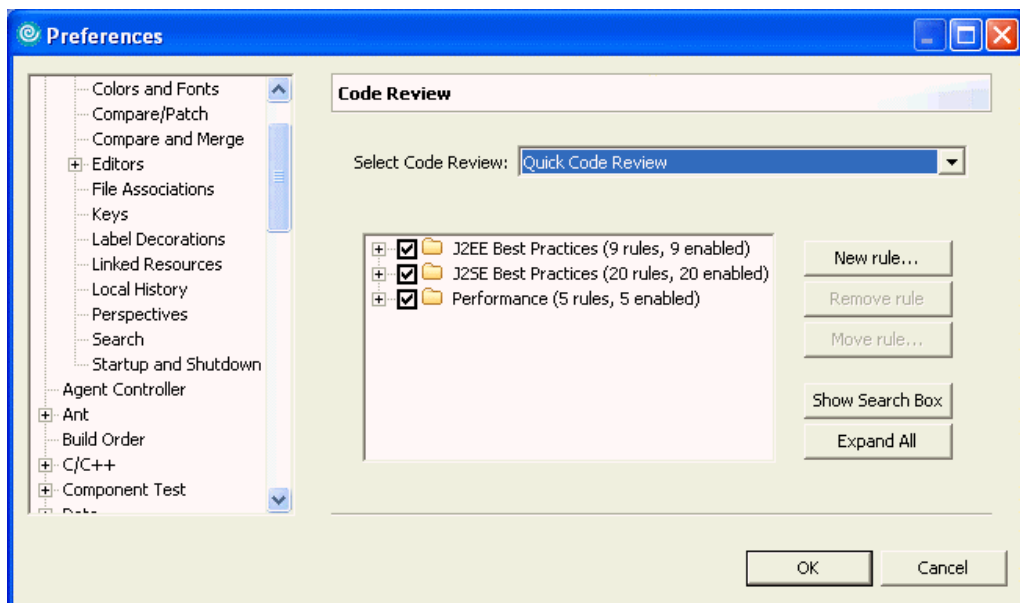 Preferences
Colors and Fonts
Compare/Patch
Compare and Merge
Editors
File Associations
Keys
Label Decorations
Linked Resources
Local History
Perspectives
Search
Startup and Shutdown
Agent Controller
Ant
Build Order
C/C++
Component Test
Code Review
Select Code Review: Quick Code Review
J2EE Best Practices (9 rules, 9 enabled)
J2SE Best Practices (20 rules, 20 enabled)
Performance (5 rules, 5 enabled)
New rule...
Remove rule
Move rule...
Show Search Box
Expand All
OK
Cancel